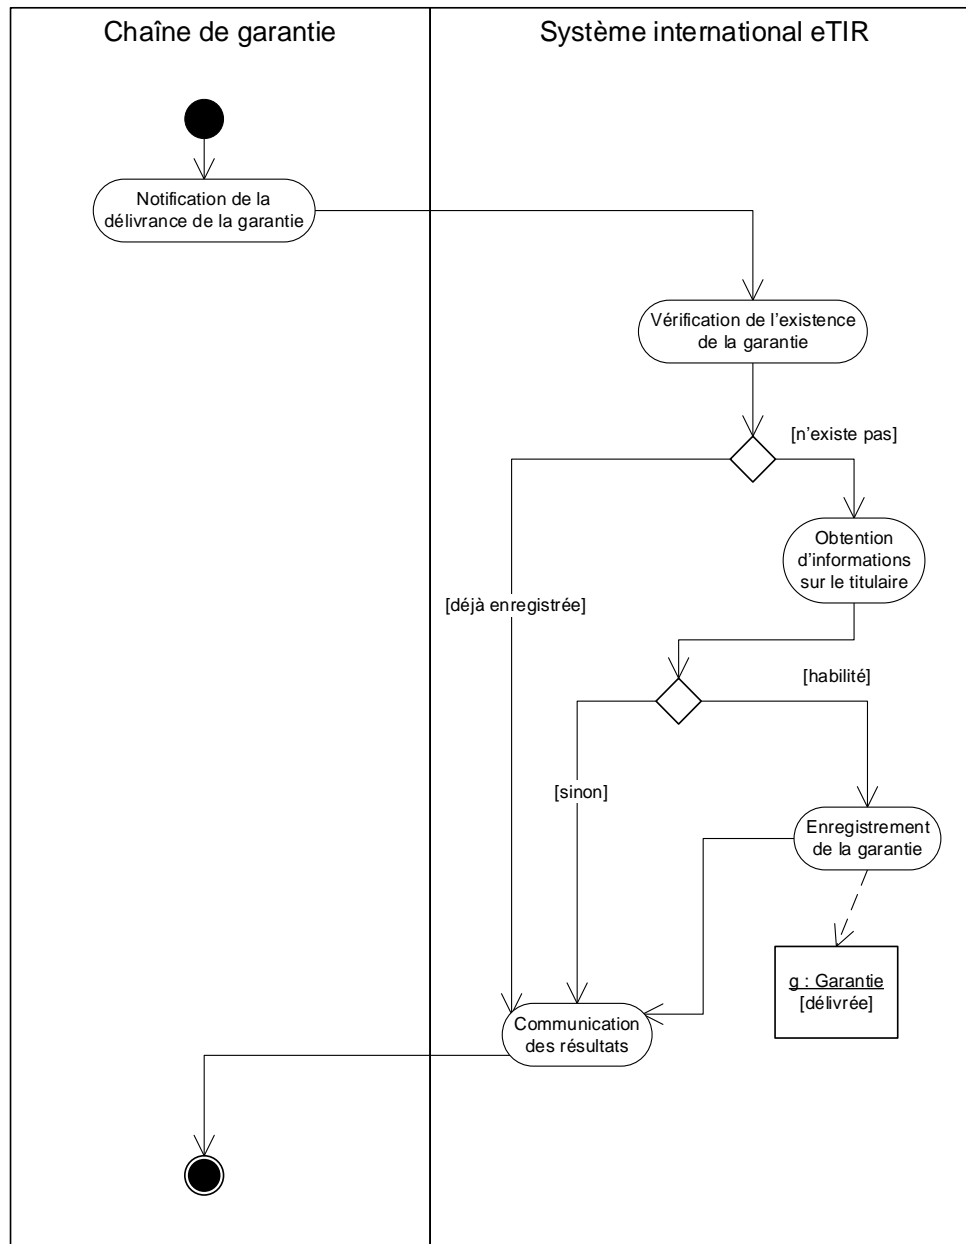 Chaîne de garantie
Système international eTIR
Notification de la
délivrance de la garantie
Vérification de l'existence
de la garantie
[n'existe pas]
Obtention
d'informations
sur le titulaire
[déjà enregistrée]
[habilité]
[sinon]
Enregistrement
de la garantie
g : Garantie
[délivrée]
Communication
des résultats